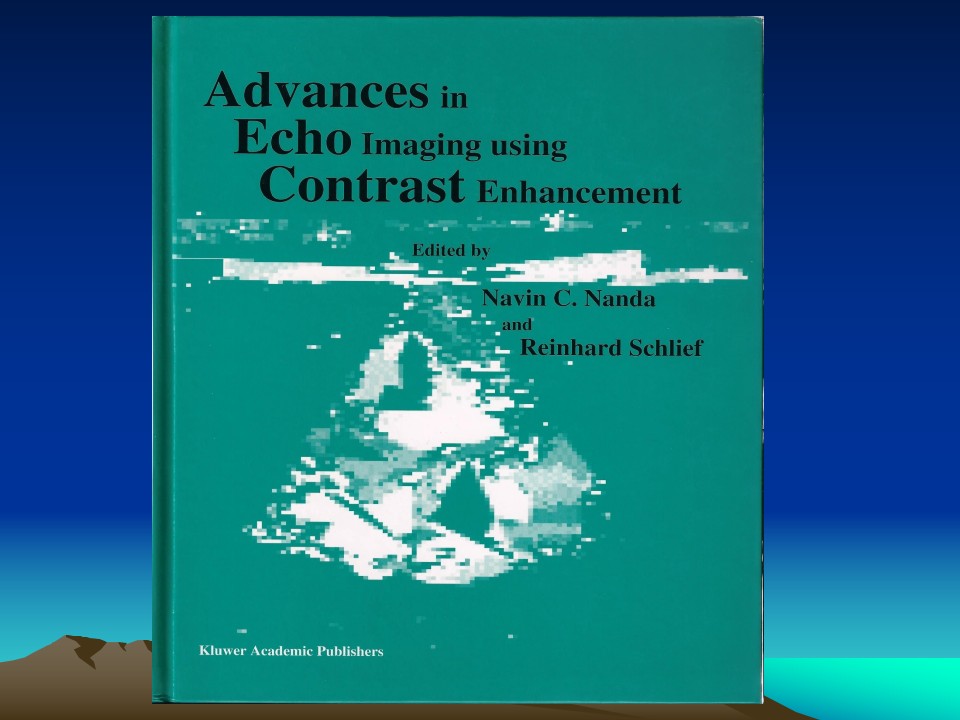 Advances in
Echo Imaging using
Contrast Enhancement
Edited by
Navin C. Nanda
and
Reinhard Schlief
Kluwer Academic Publishers